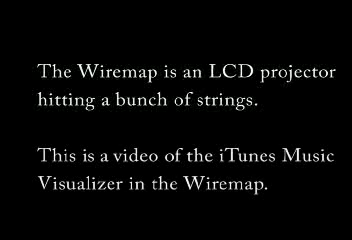 The Wiremap is an LCD projector
hitting a bunch of strings.
This is a video of the iTunes Music
Visualizer in the Wiremap.